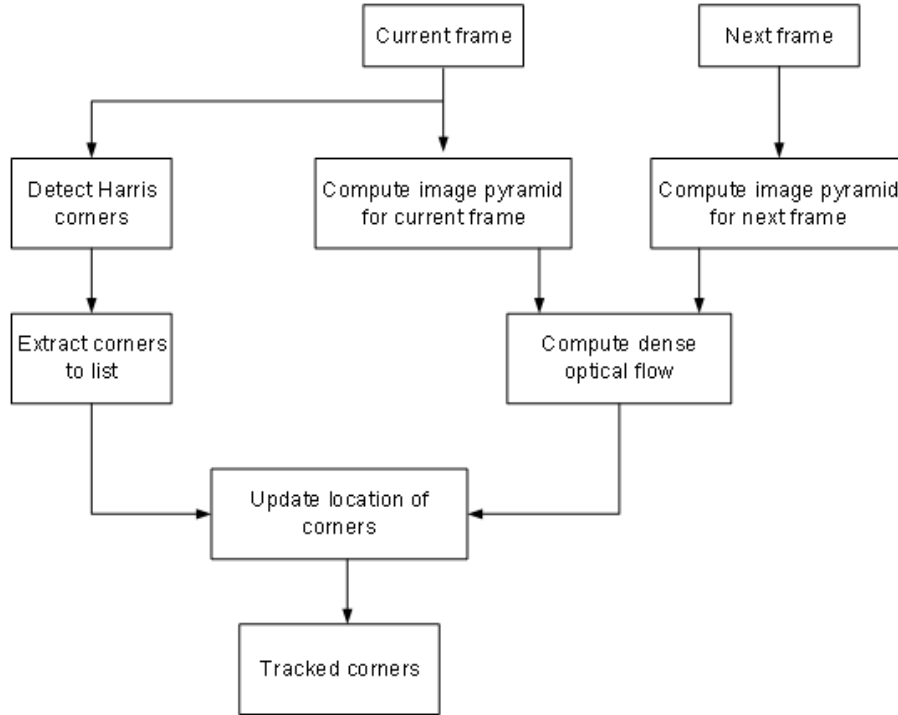 Current frame
Next frame
Detect Harris
corners
Compute image pyramid
for current frame
Compute image pyramid
for next frame
Extract corners
to list
Compute dense
optical flow
Update location of
corners
Tracked corners